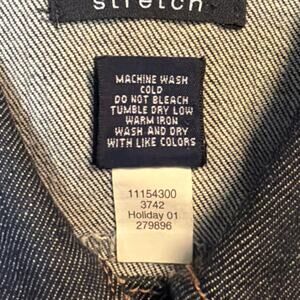 stretch
MACHINE WASH
COLD
DO NOT BLEACH
TUMBLE DRY LOW
WARM IRON
WASH AND DRY
WITH LIKE COLORS
11154300
3742
Holiday 01
279896